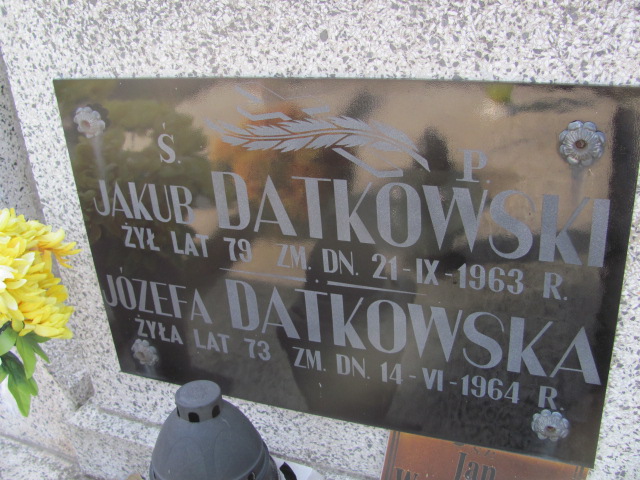 Ś. P.
JAKUB DATKOWSKI
ŻYŁ LAT 79 ZM. DN. 21-IX-1963 R.
JÓZEFA DATKOWSKA
ŻYŁA LAT 73 ZM. DN. 14-VI-1964 R.
Jan